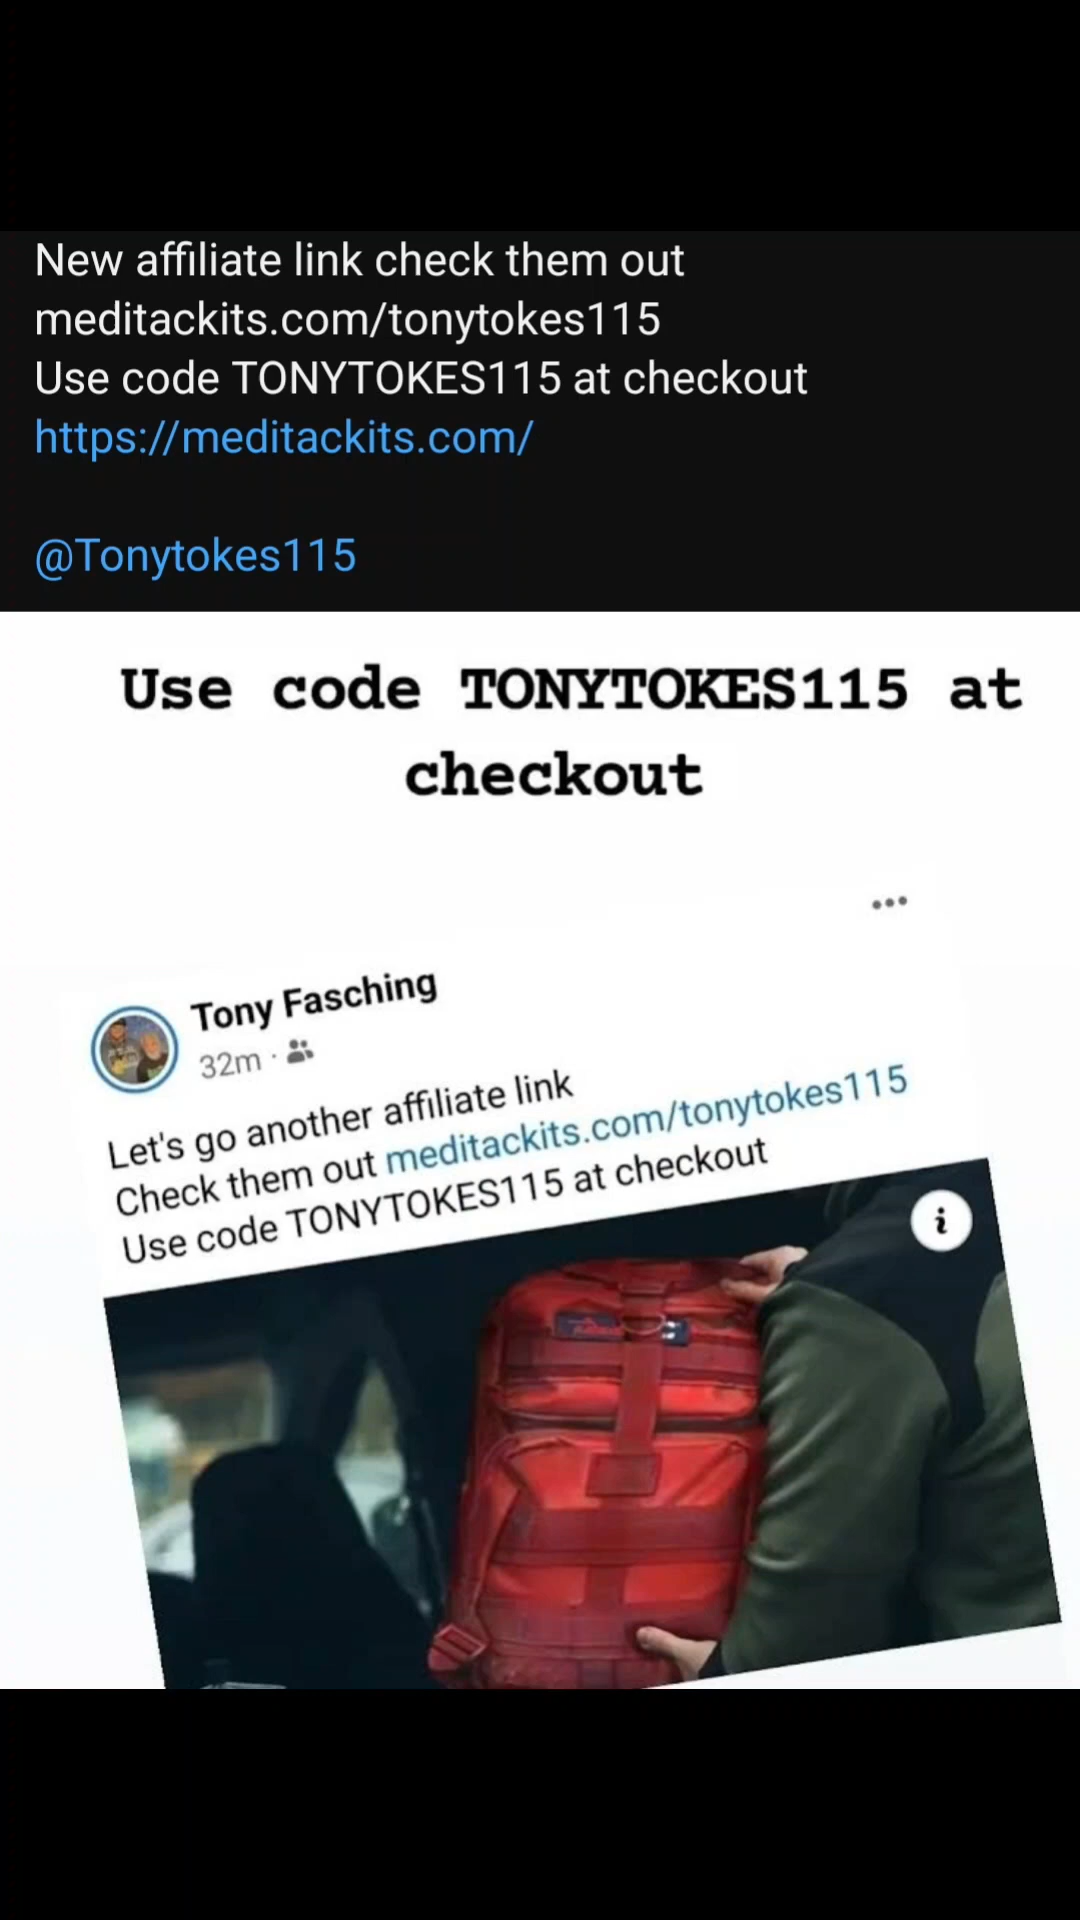 New affiliate link check them out
meditackits.com/tonytokes115
Use code TONYTOKES115 at checkout
https://meditackits.com/
@Tonytokes115
Use code TONYTOKES115 at
checkout
Tony Fasching
32m ·
Let's go another affiliate link
Check them out meditackits.com/tonytokes115
Use code TONYTOKES115 at checkout
i